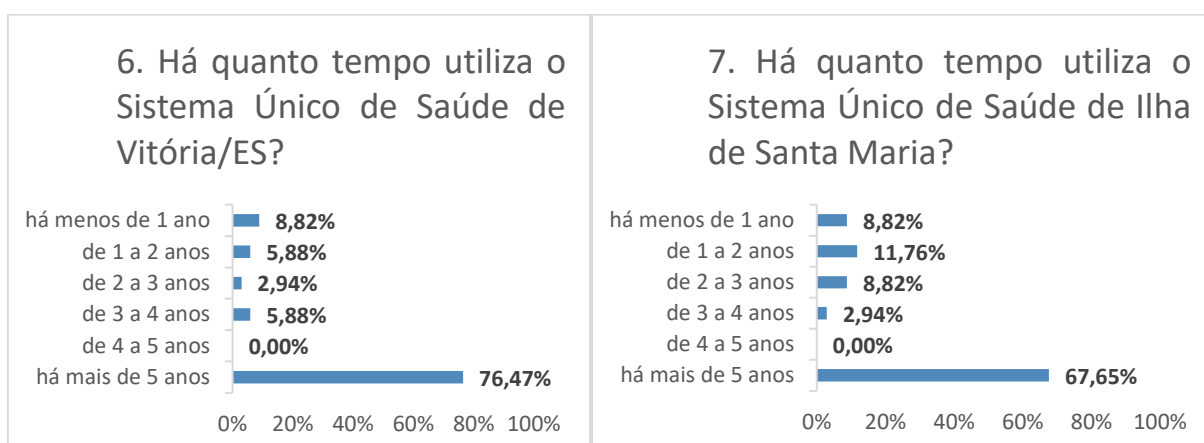 6. Há quanto tempo utiliza o
Sistema Único de Saúde de
Vitória/ES?
há menos de 1 ano 8,82%
de 1 a 2 anos 5,88%
de 2 a 3 anos 2,94%
de 3 a 4 anos 5,88%
de 4 a 5 anos 0,00%
há mais de 5 anos 76,47%
0% 20% 40% 60% 80% 100%
7. Há quanto tempo utiliza o
Sistema Único de Saúde de Ilha
de Santa Maria?
há menos de 1 ano 8,82%
de 1 a 2 anos 11,76%
de 2 a 3 anos 8,82%
de 3 a 4 anos 2,94%
de 4 a 5 anos 0,00%
há mais de 5 anos 67,65%
0% 20% 40% 60% 80% 100%